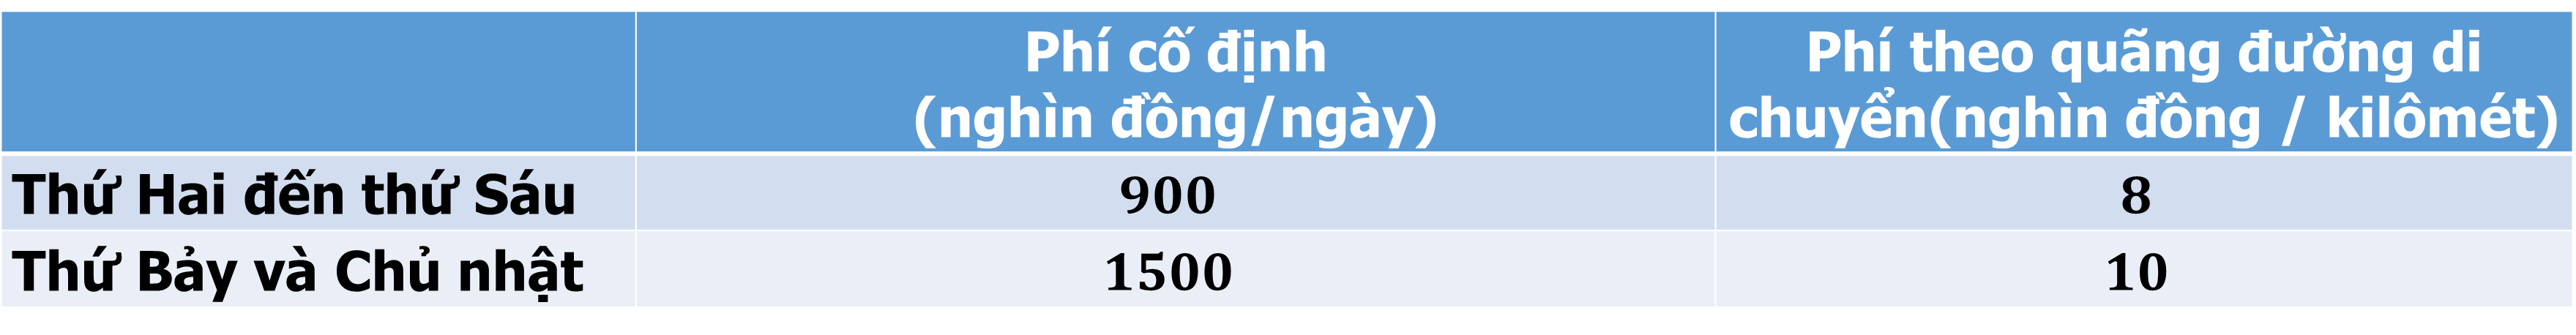 Phí cố định
(nghìn đồng/ngày)
Phí theo quãng đường di
chuyển(nghìn đồng / kilômét)
Thứ Hai đến thứ Sáu 900 8
Thứ Bảy và Chủ nhật 1500 10